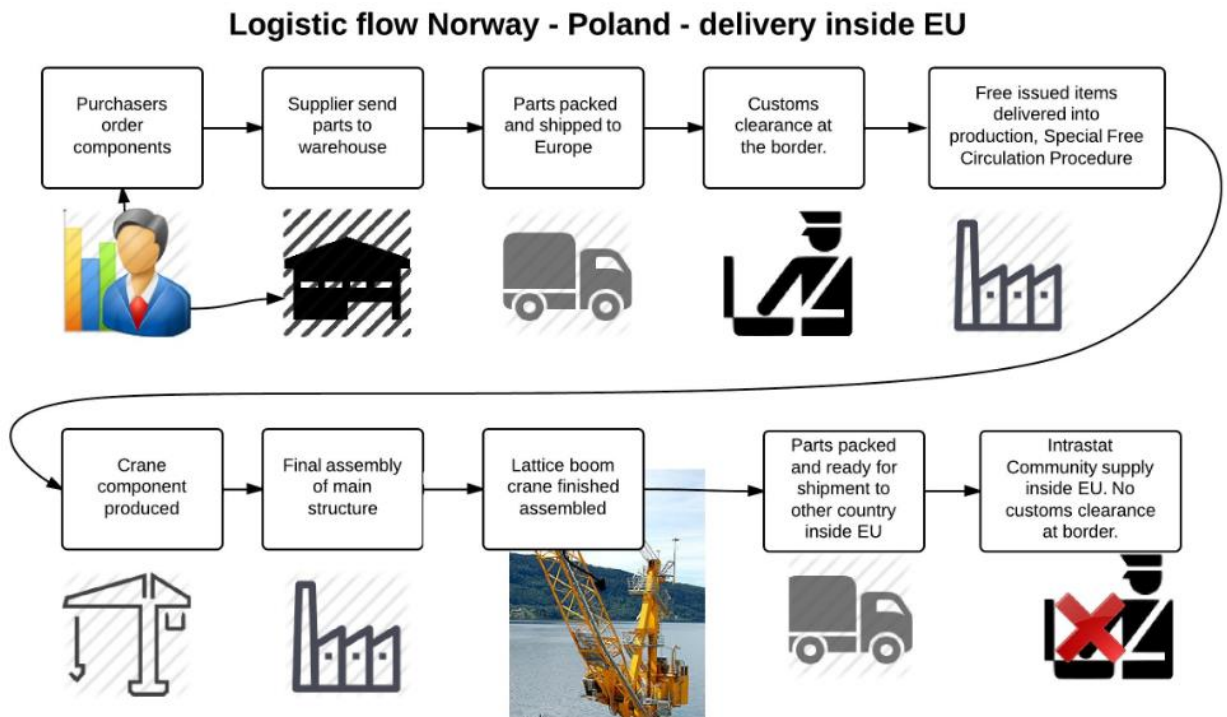 Logistic flow Norway - Poland - delivery inside EU
Purchasers
order
components
Supplier send
parts to
warehouse
Parts packed
and shipped to
Europe
Customs
clearance at
the border.
Free issued items
delivered into
production, Special Free
Circulation Procedure
Crane
component
produced
Final assembly
of main
structure
Lattice boom
crane finished
assembled
Parts packed
and ready for
shipment to
other country
inside EU
Intrastat
Community supply
inside EU. No
customs clearance
at border.